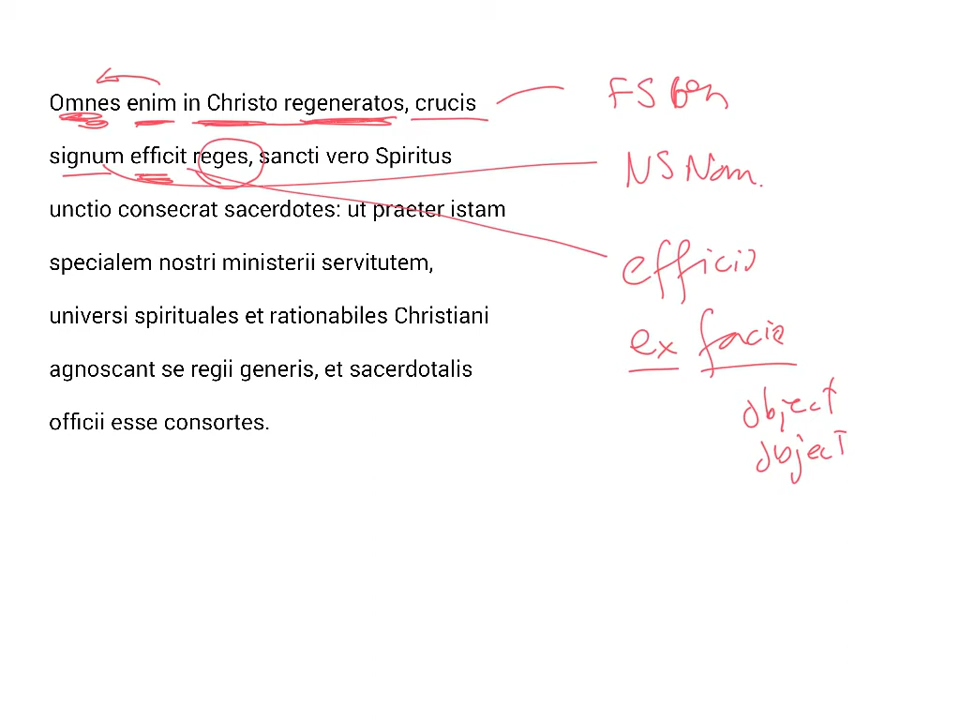 Omnes enim in Christo regeneratos, crucis
signum efficit reges, sancti vero Spiritus
unctio consecrat sacerdotes: ut praeter istam
specialem nostri ministerii servitutem,
universi spirituales et rationabiles Christiani
agnoscant se regii generis, et sacerdotalis
officii esse consortes.
FS Gen
NS Nom.
efficio
ex facio
object
object